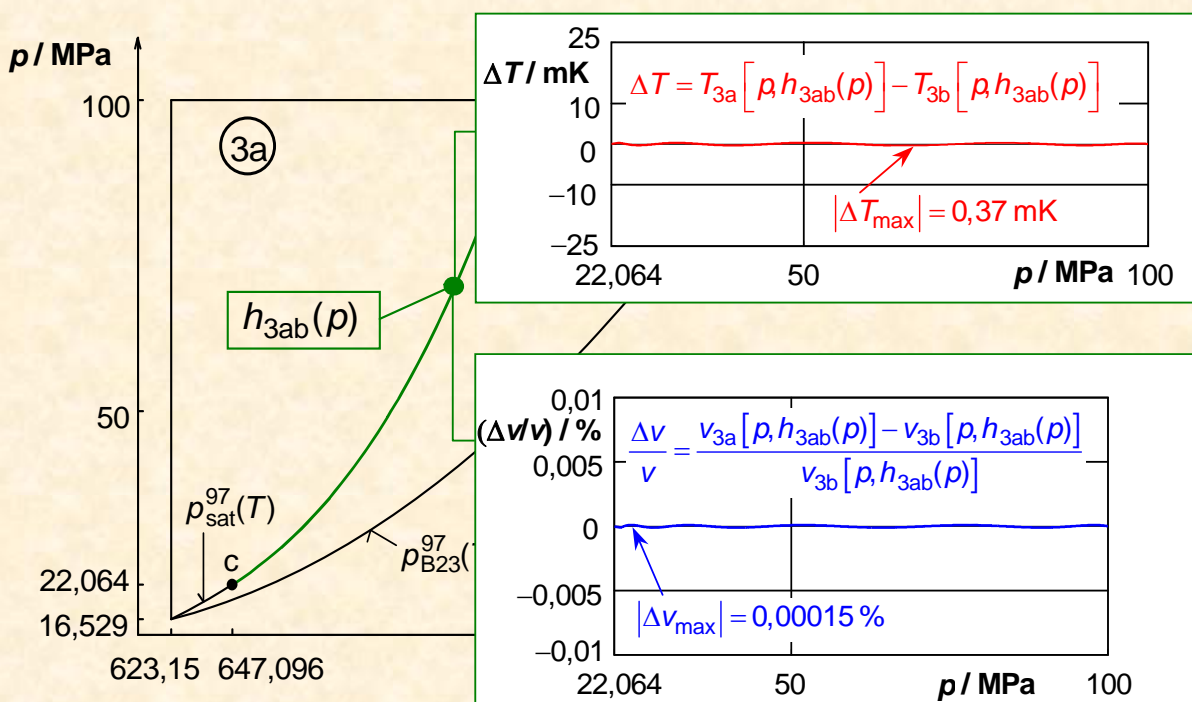 p / MPa
100
3a
h3ab(p)
50
p97sat(T)
c
p97B23(
22,064
16,529
623,15 647,096
25
ΔT / mK
ΔT = T3a[p,h3ab(p)] − T3b[p,h3ab(p)]
10
0
−10
|ΔTmax| = 0,37 mK
−25
22,064 50 p / MPa 100
0,01
(Δv/v) / %
Δv/v = v3a[p,h3ab(p)] − v3b[p,h3ab(p)] / v3b[p,h3ab(p)]
0,005
0
−0,005
|Δvmax| = 0,00015 %
−0,01
22,064 50 p / MPa 100